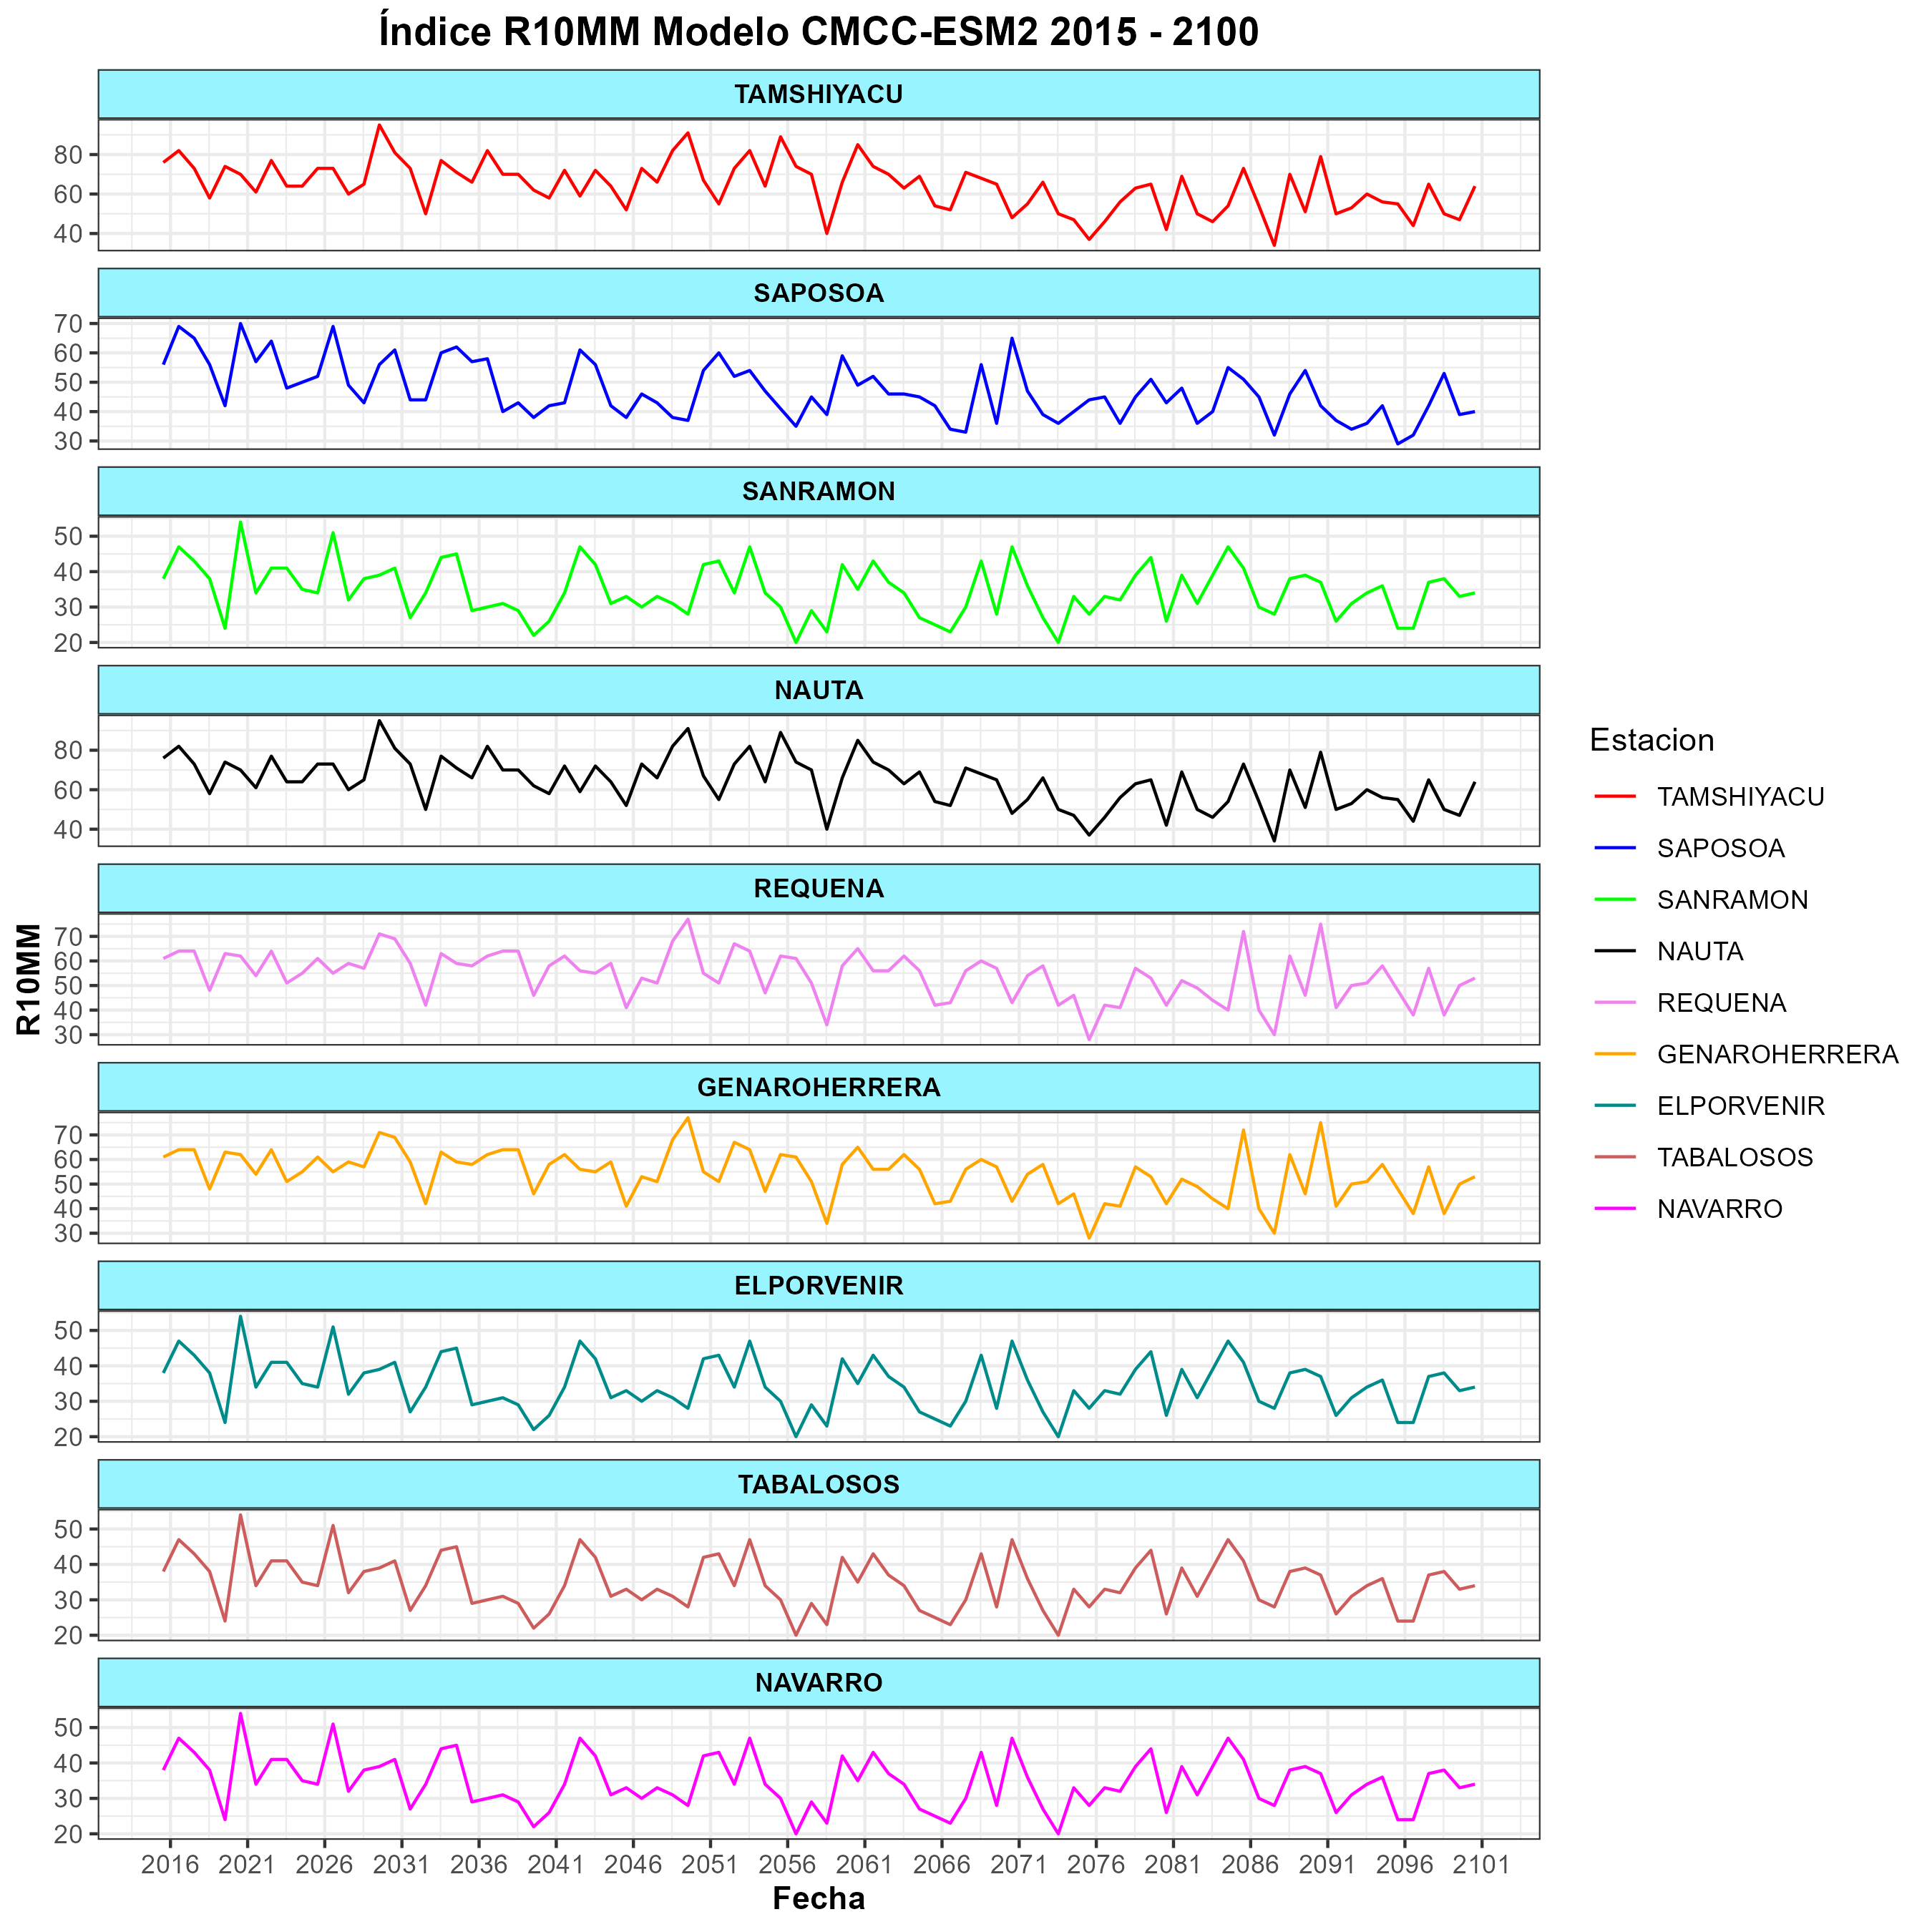 Índice R10MM Modelo CMCC-ESM2 2015 - 2100
TAMSHIYACU
80
60
40
SAPOSOA
70
60
50
40
30
SANRAMON
50
40
30
20
NAUTA
80
60
40
REQUENA
70
60
50
40
30
GENAROHERRERA
70
60
50
40
30
ELPORVENIR
50
40
30
20
TABALOSOS
50
40
30
20
NAVARRO
50
40
30
20
2016 2021 2026 2031 2036 2041 2046 2051 2056 2061 2066 2071 2076 2081 2086 2091 2096 2101
Fecha
R10MM
Estacion
TAMSHIYACU
SAPOSOA
SANRAMON
NAUTA
REQUENA
GENAROHERRERA
ELPORVENIR
TABALOSOS
NAVARRO